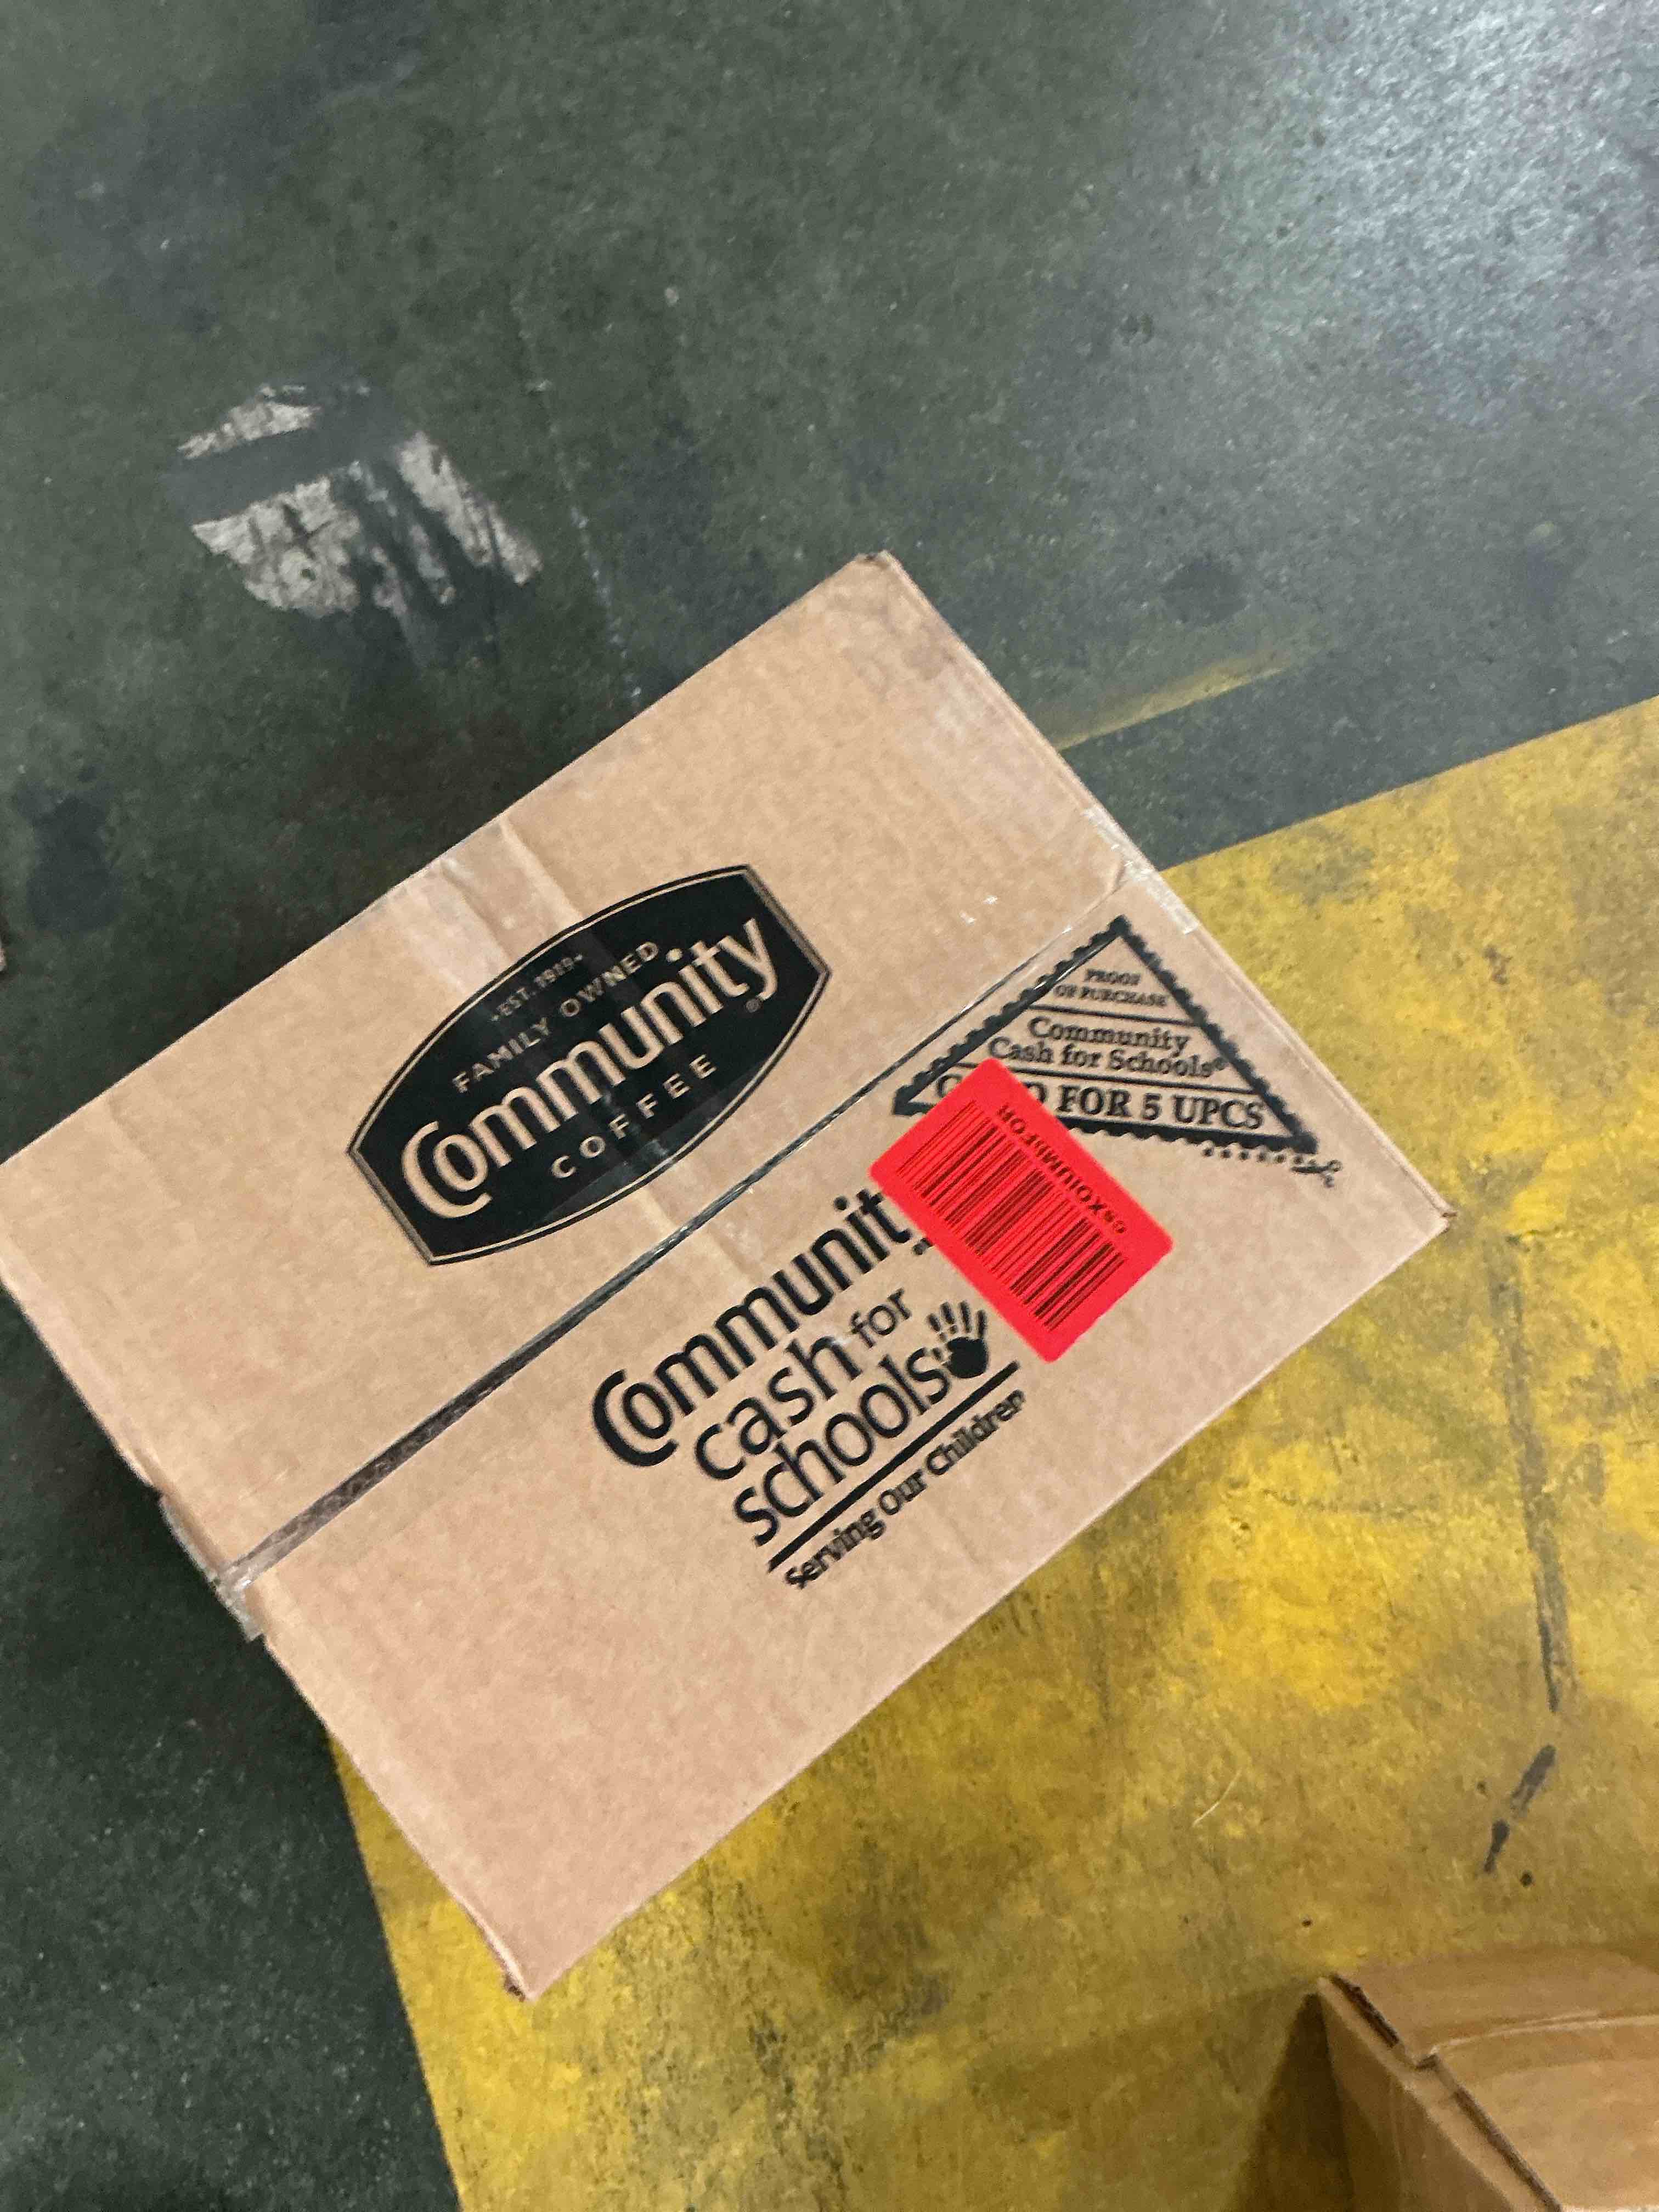 •EST. 1919•
FAMILY OWNED
Community®
COFFEE
PROOF
OF PURCHASE
Community
Cash for Schools®
FOR 5 UPCS
Community
cash for
schools
Serving Our Children